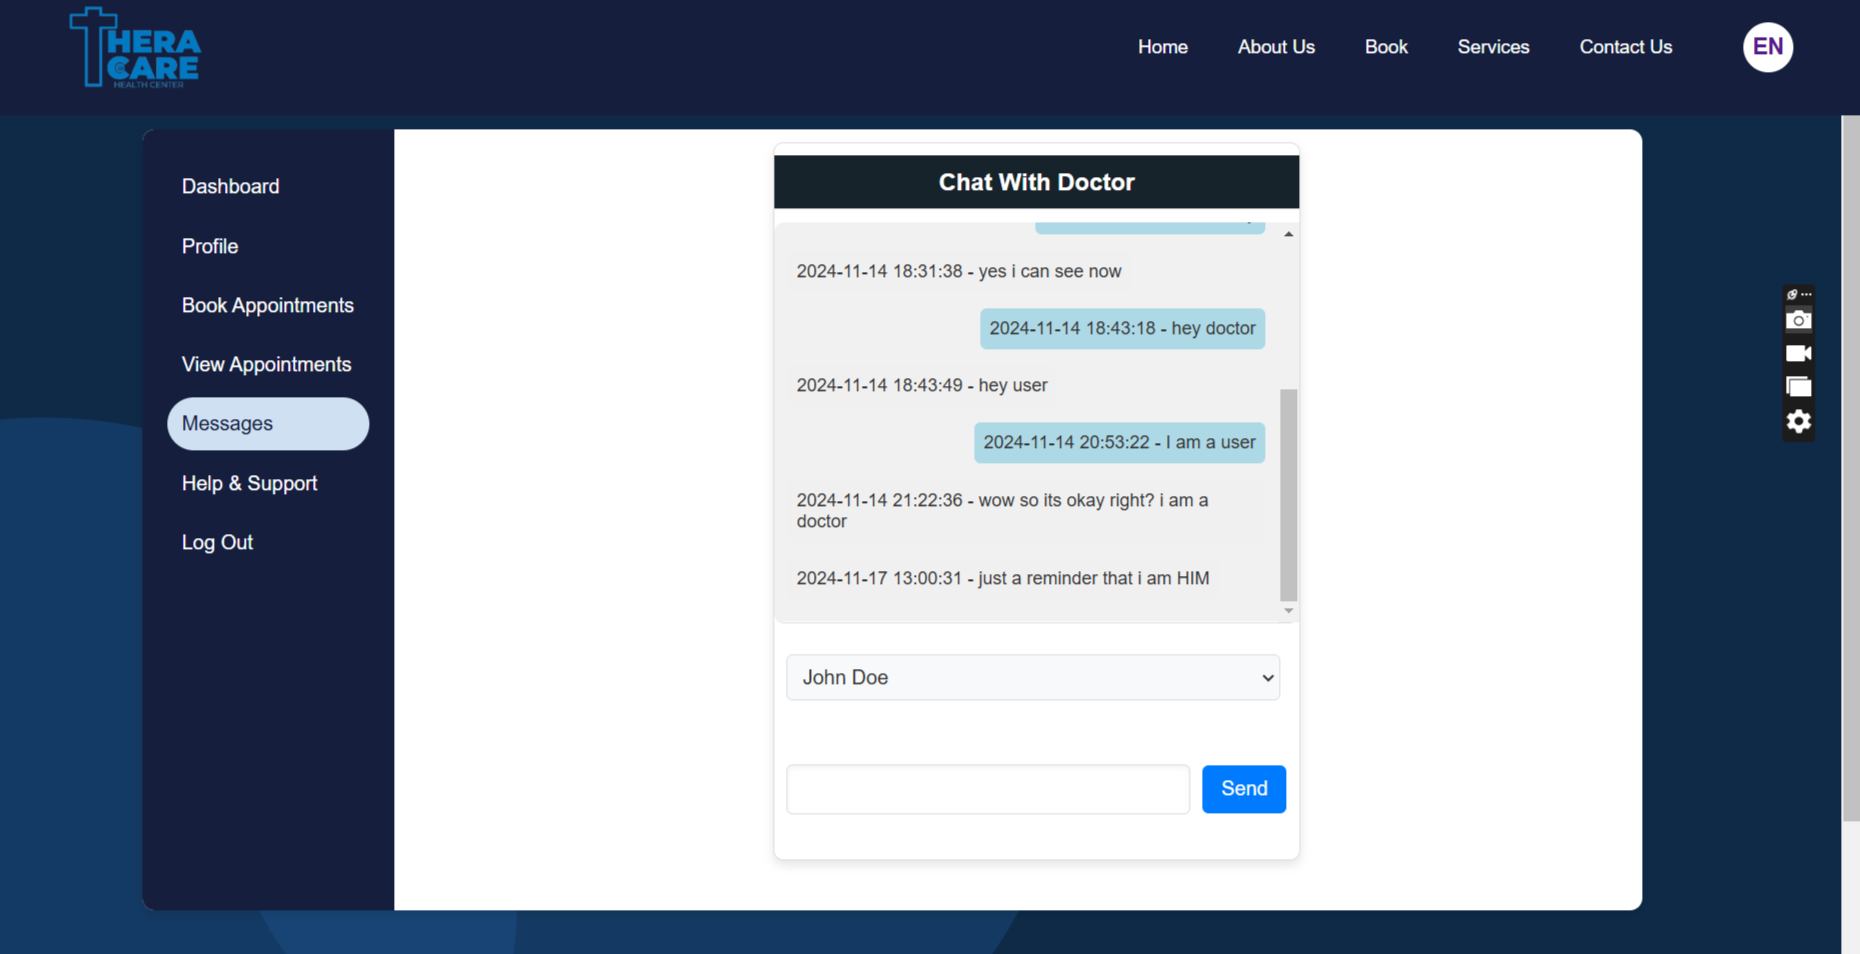 THERA
CARE
HEALTH CENTER
Home
About Us
Book
Services
Contact Us
EN
Dashboard
Profile
Book Appointments
View Appointments
Messages
Help & Support
Log Out
Chat With Doctor
2024-11-14 18:31:38 - yes i can see now
2024-11-14 18:43:18 - hey doctor
2024-11-14 18:43:49 - hey user
2024-11-14 20:53:22 - I am a user
2024-11-14 21:22:36 - wow so its okay right? i am a
doctor
2024-11-17 13:00:31 - just a reminder that i am HIM
John Doe
Send